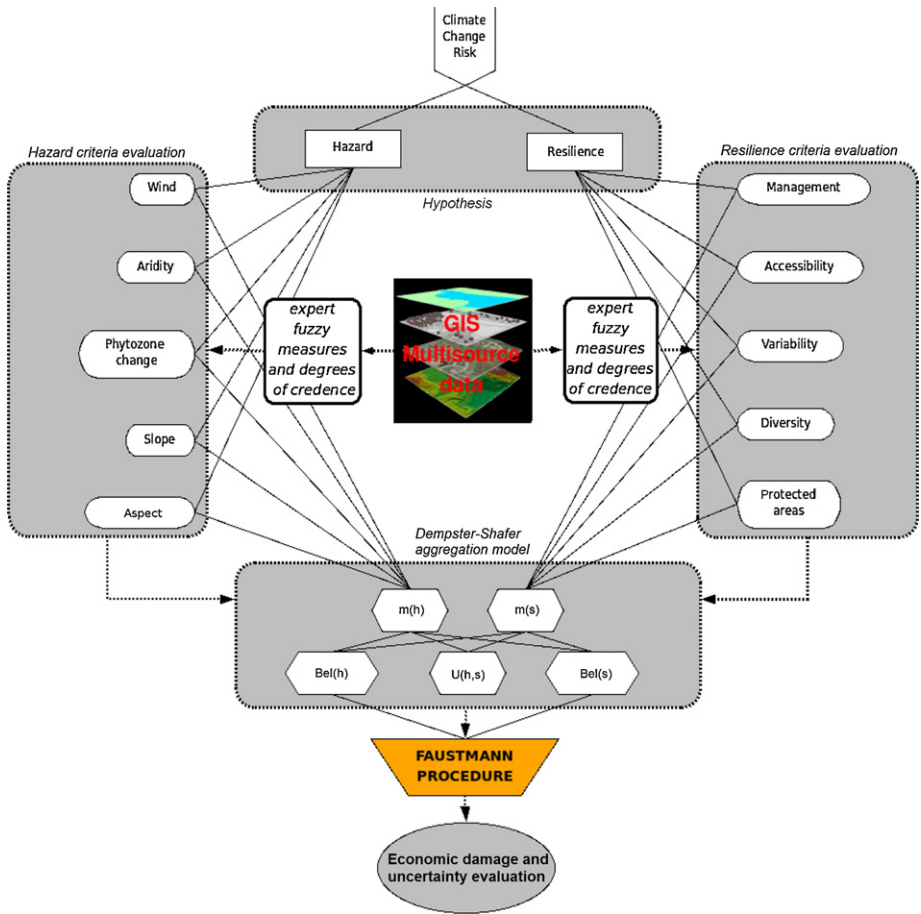 Climate
Change
Risk
Hazard criteria evaluation
Resilience criteria evaluation
Hazard
Resilience
Hypothesis
Wind
Aridity
Phytozone
change
Slope
Aspect
expert
fuzzy
measures
and degrees
of credence
GIS
Multisource
data
expert
fuzzy
measures
and degrees
of credence
Management
Accessibility
Variability
Diversity
Protected
areas
Dempster-Shafer
aggregation model
m(h)
m(s)
Bel(h)
U(h,s)
Bel(s)
FAUSTMANN
PROCEDURE
Economic damage and
uncertainty evaluation